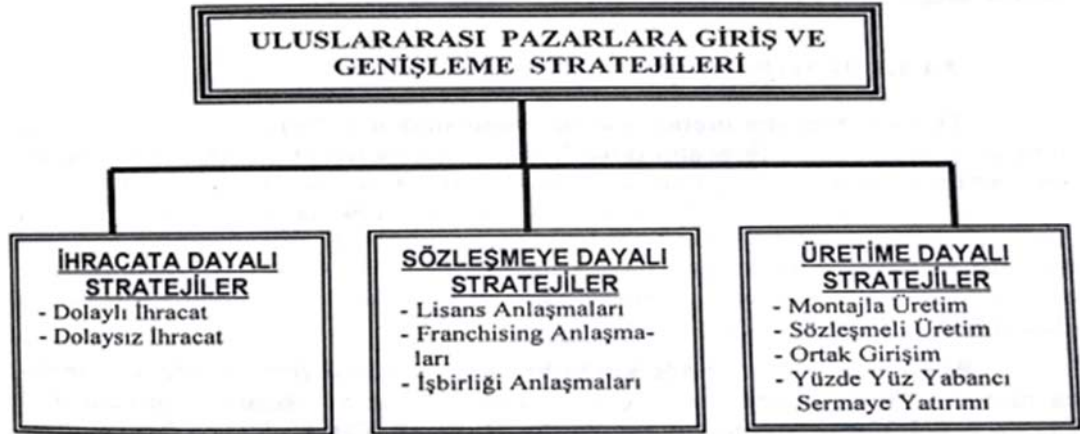 ULUSLARARASI PAZARLARA GİRİŞ VE
GENİŞLEME STRATEJİLERİ
İHRACATA DAYALI
STRATEJİLER
- Dolaylı İhracat
- Dolaysız İhracat
SÖZLEŞMEYE DAYALI
STRATEJİLER
- Lisans Anlaşmaları
- Franchising Anlaşma-
ları
- İşbirliği Anlaşmaları
ÜRETİME DAYALI
STRATEJİLER
- Montajla Üretim
- Sözleşmeli Üretim
- Ortak Girişim
- Yüzde Yüz Yabancı
Sermaye Yatırımı